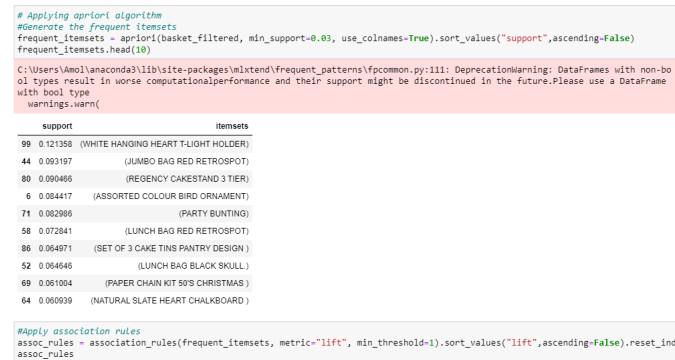 # Applying apriori algorithm
#Generate the frequent itemsets
frequent_itemsets = apriori(basket_filtered, min_support=0.03, use_colnames=True).sort_values("support",ascending=False)
frequent_itemsets.head(10)
C:\Users\Amol\anaconda3\lib\site-packages\mlxtend\frequent_patterns\fpcommon.py:111: DeprecationWarning: DataFrames with non-bo
ol types result in worse computationalperformance and their support might be discontinued in the future.Please use a DataFrame
with bool type
warnings.warn(
support itemsets
99 0.121358 (WHITE HANGING HEART T-LIGHT HOLDER)
44 0.093197 (JUMBO BAG RED RETROSPOT)
80 0.090466 (REGENCY CAKESTAND 3 TIER)
6 0.084417 (ASSORTED COLOUR BIRD ORNAMENT)
71 0.082986 (PARTY BUNTING)
58 0.072841 (LUNCH BAG RED RETROSPOT)
86 0.064971 (SET OF 3 CAKE TINS PANTRY DESIGN )
52 0.064646 (LUNCH BAG BLACK SKULL.)
69 0.061004 (PAPER CHAIN KIT 50'S CHRISTMAS )
64 0.060939 (NATURAL SLATE HEART CHALKBOARD )
#Apply association rules
assoc_rules = association_rules(frequent_itemsets, metric="lift", min_threshold=1).sort_values("lift",ascending=False).reset_ind
assoc_rules